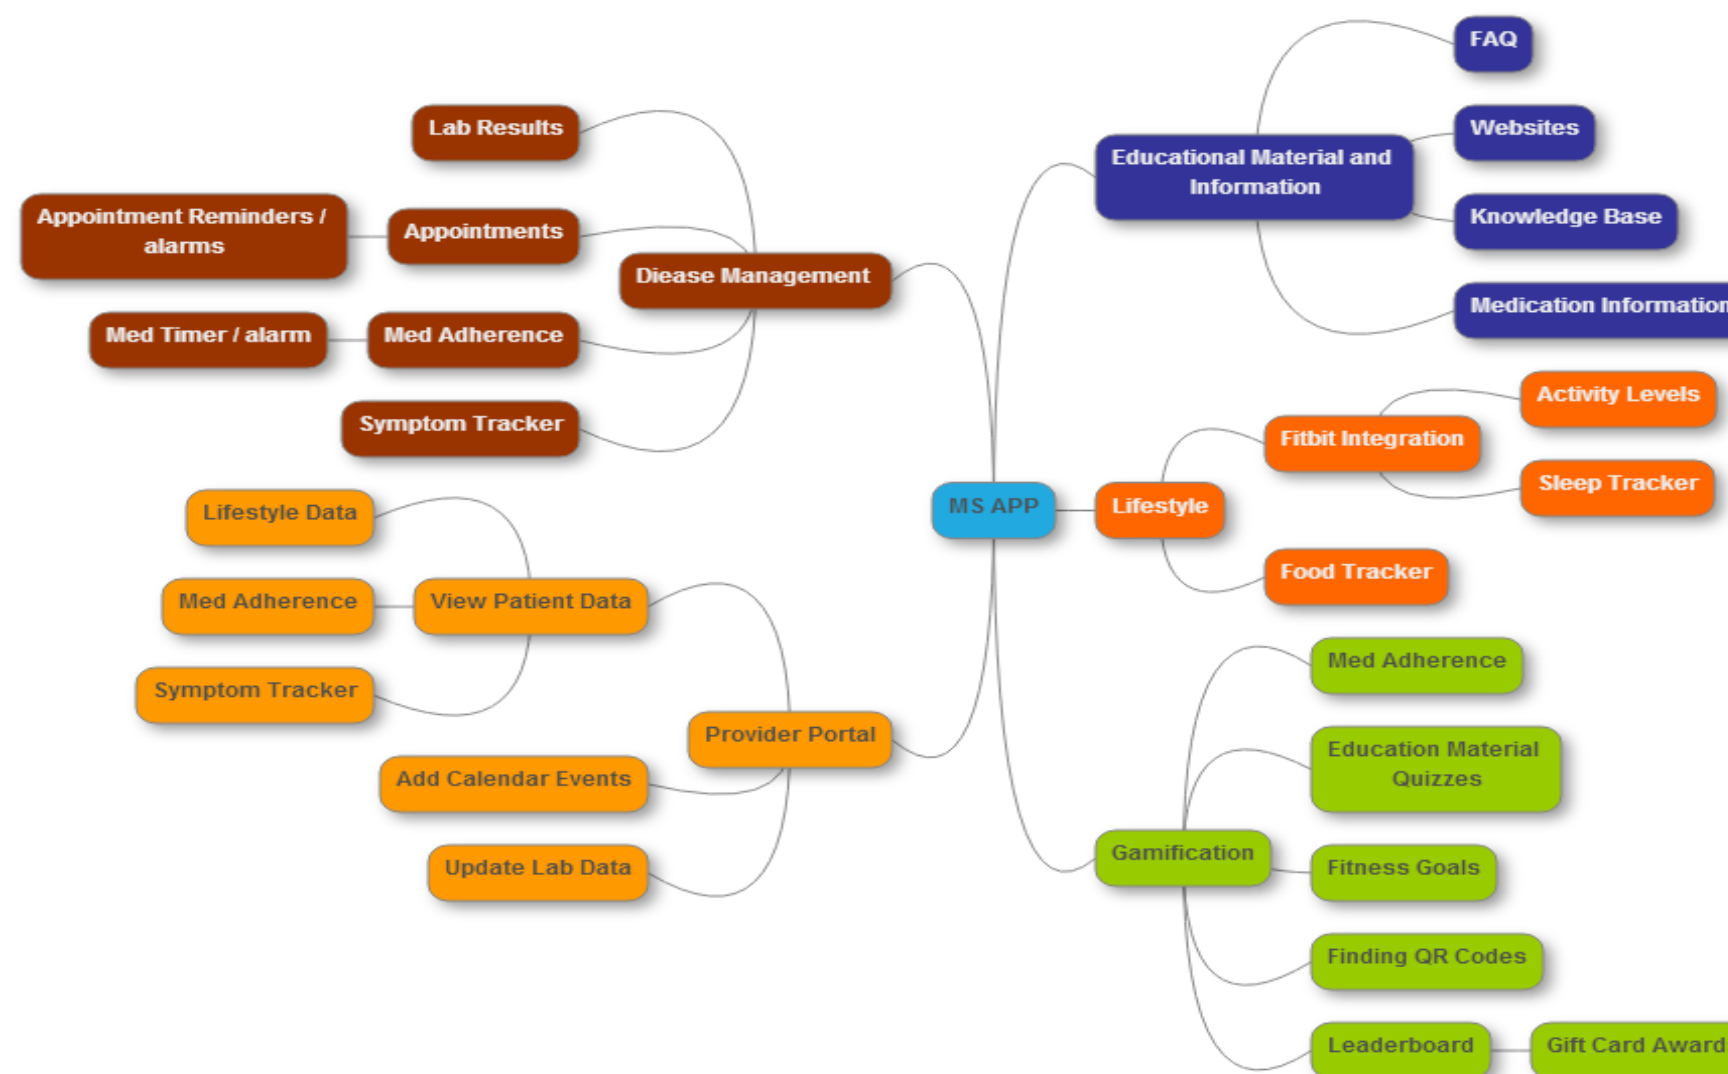 FAQ
Lab Results
Websites
Educational Material and
Information
Appointment Reminders /
alarms
Appointments
Knowledge Base
Diease Management
Medication Information
Med Timer / alarm
Med Adherence
Activity Levels
Symptom Tracker
Fitbit Integration
Sleep Tracker
MS APP
Lifestyle
Lifestyle Data
Food Tracker
Med Adherence
View Patient Data
Med Adherence
Symptom Tracker
Provider Portal
Education Material
Quizzes
Add Calendar Events
Gamification
Update Lab Data
Fitness Goals
Finding QR Codes
Leaderboard
Gift Card Award